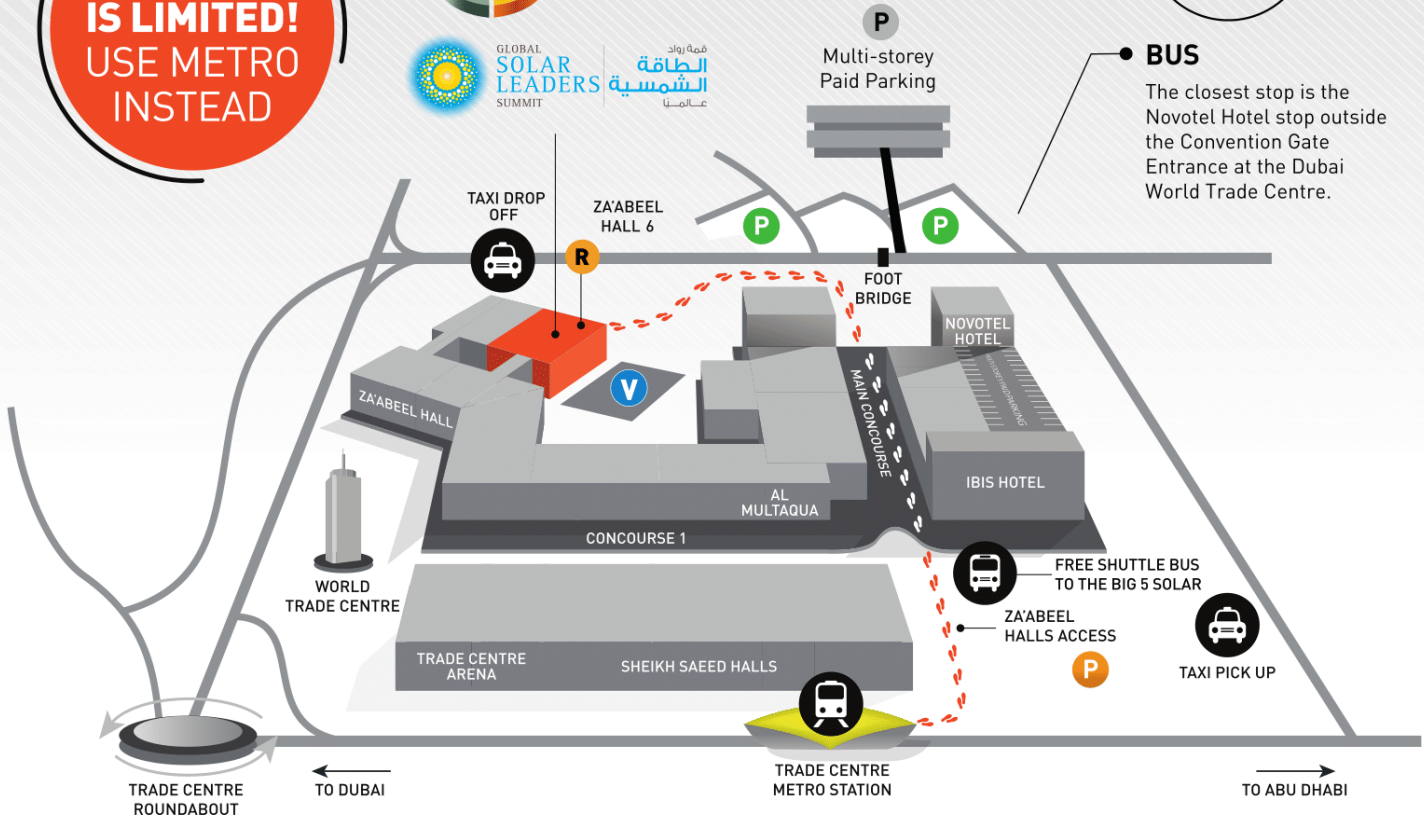 IS LIMITED!
USE METRO
INSTEAD
GLOBAL
SOLAR
LEADERS
SUMMIT
قمة رواد
الطاقة
الشمسية
عالميًا
P
Multi-storey
Paid Parking
BUS
The closest stop is the
Novotel Hotel stop outside
the Convention Gate
Entrance at the Dubai
World Trade Centre.
TAXI DROP
OFF
ZA'ABEEL
HALL 6
R
P
P
FOOT
BRIDGE
NOVOTEL
HOTEL
MULTI-STOREY PAID PARKING
V
ZA'ABEEL HALL
MAIN CONCOURSE
IBIS HOTEL
AL
MULTAQUA
CONCOURSE 1
WORLD
TRADE CENTRE
FREE SHUTTLE BUS
TO THE BIG 5 SOLAR
ZA'ABEEL
HALLS ACCESS
P
TAXI PICK UP
TRADE CENTRE
ARENA
SHEIKH SAEED HALLS
TRADE CENTRE
ROUNDABOUT
TO DUBAI
TRADE CENTRE
METRO STATION
TO ABU DHABI